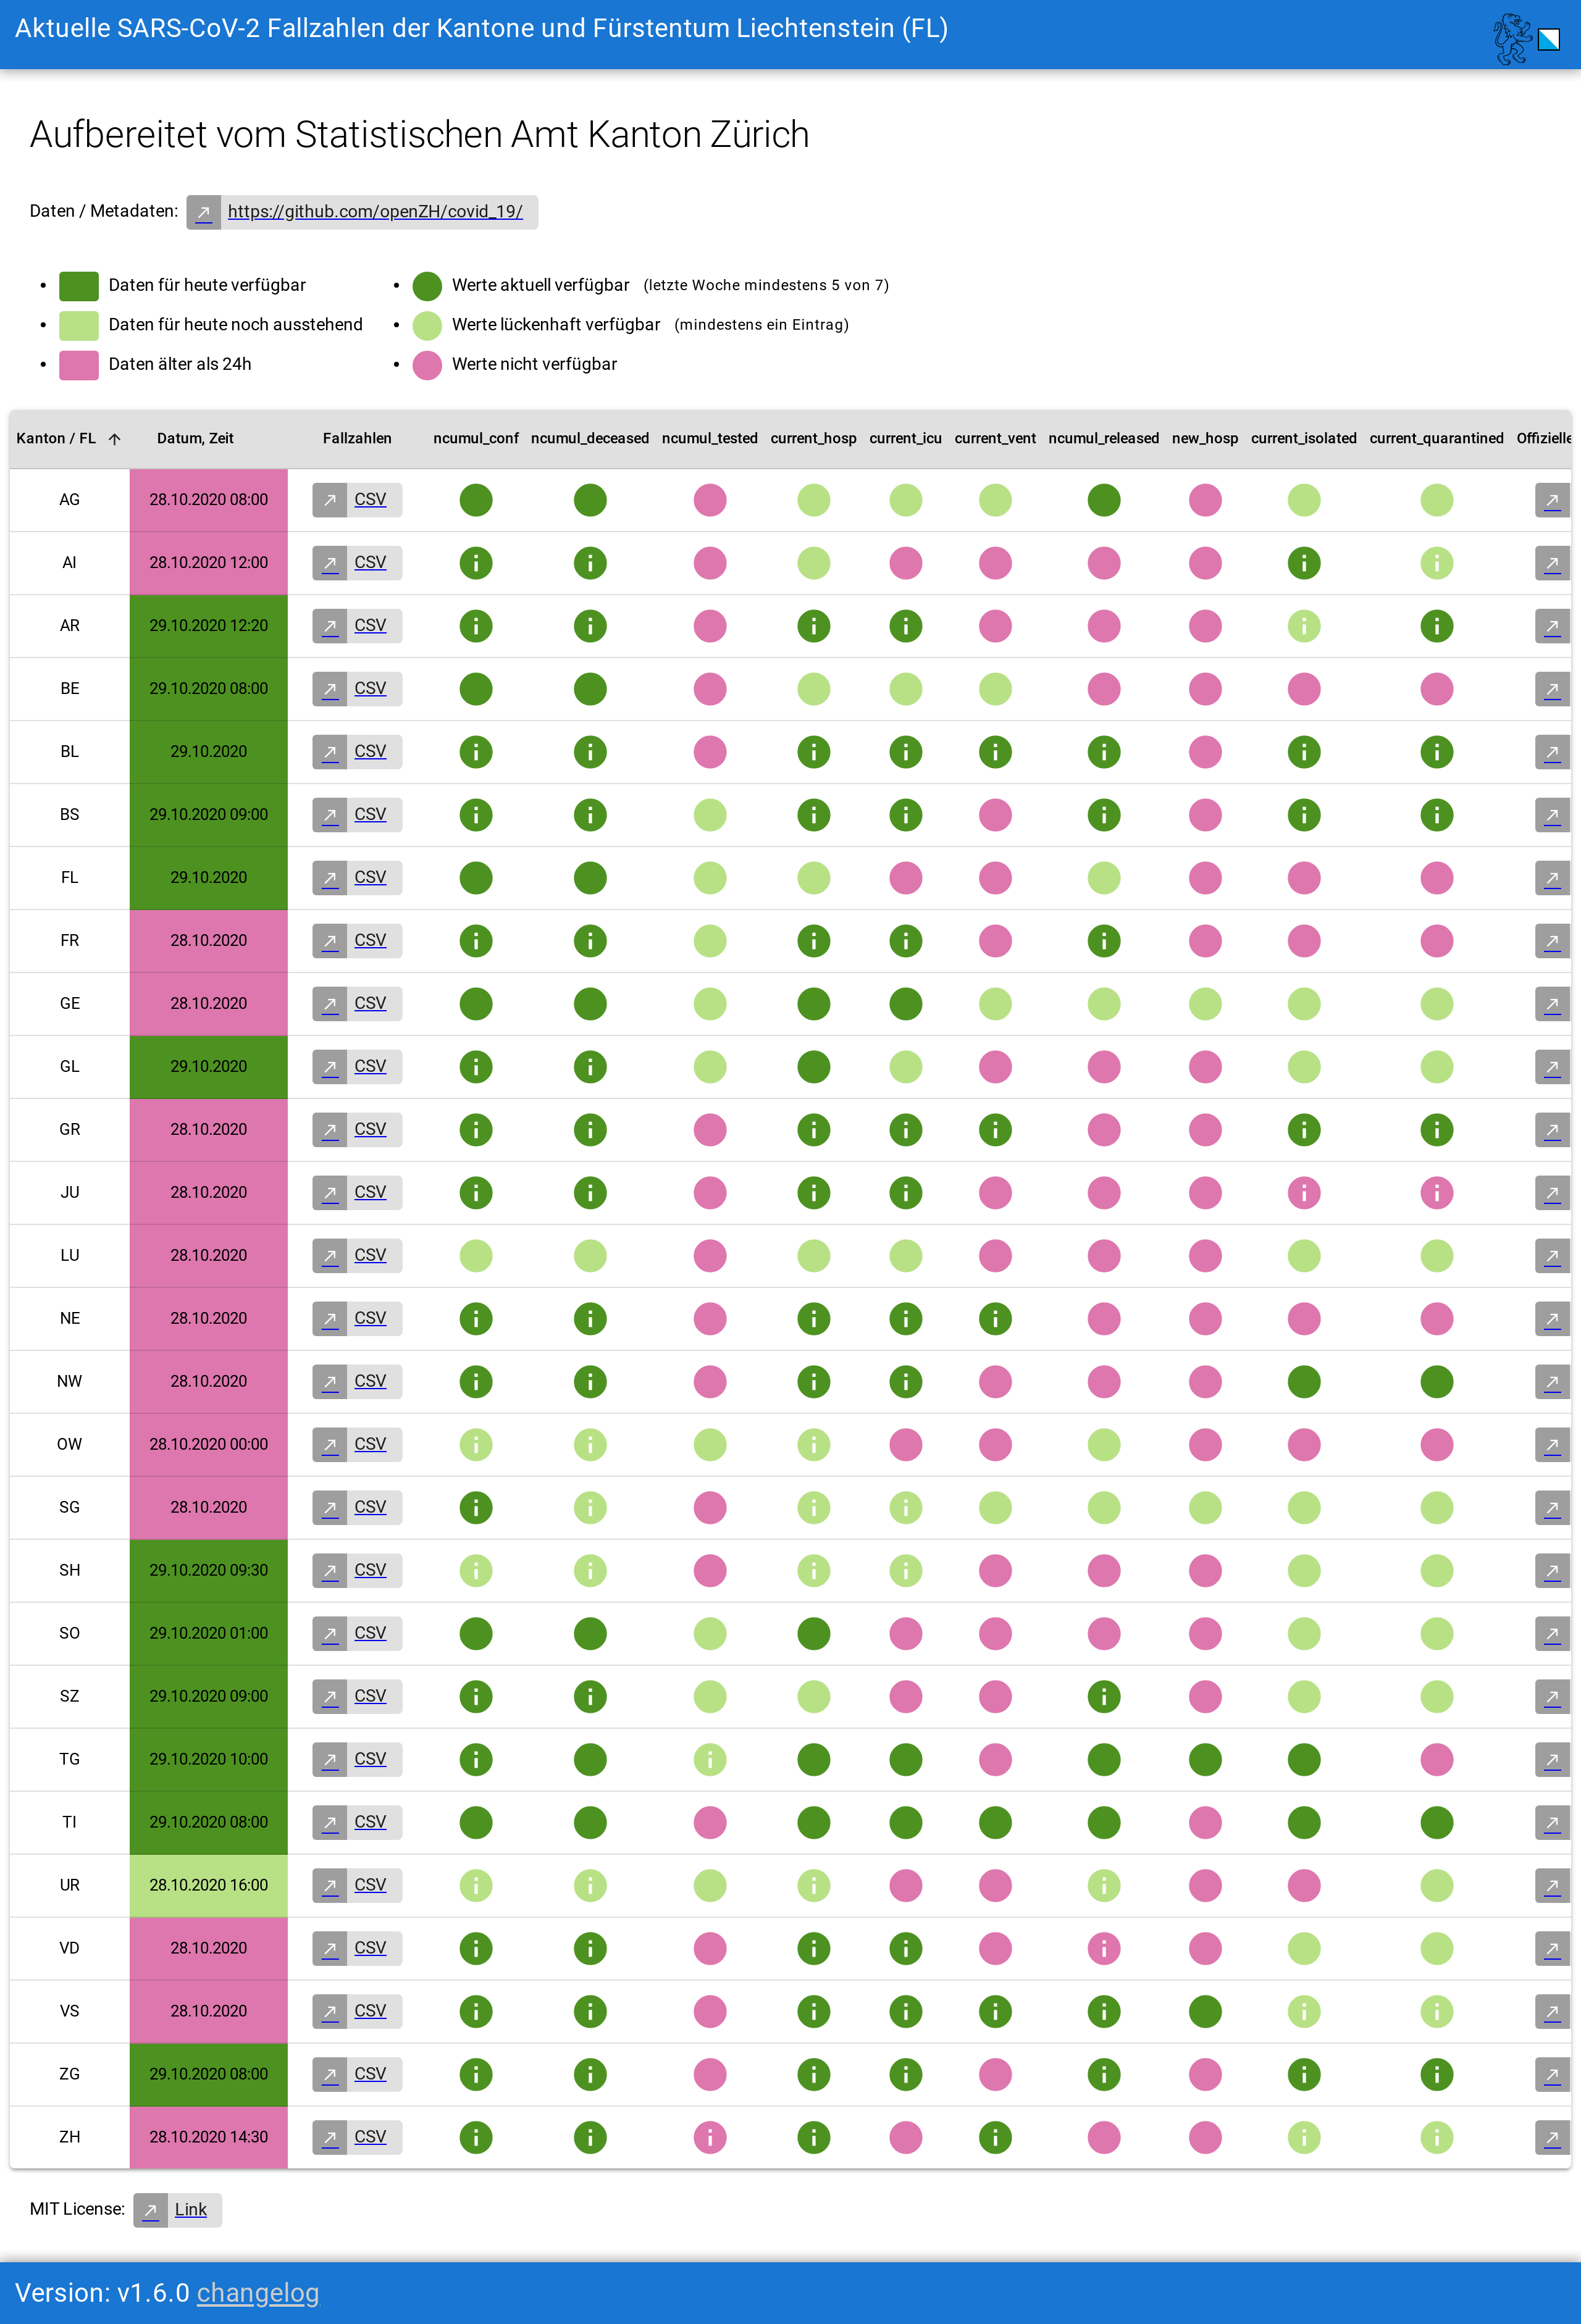 Aktuelle SARS-CoV-2 Fallzahlen der Kantone und Fürstentum Liechtenstein (FL)
Aufbereitet vom Statistischen Amt Kanton Zürich
Daten / Metadaten: https://github.com/openZH/covid_19/
Daten für heute verfügbar
Daten für heute noch ausstehend
Daten älter als 24h
Werte aktuell verfügbar (letzte Woche mindestens 5 von 7)
Werte lückenhaft verfügbar (mindestens ein Eintrag)
Werte nicht verfügbar
Kanton / FL Datum, Zeit Fallzahlen ncumul_conf ncumul_deceased ncumul_tested current_hosp current_icu current_vent ncumul_released new_hosp current_isolated current_quarantined Offizielle
AG 28.10.2020 08:00 CSV
AI 28.10.2020 12:00 CSV
AR 29.10.2020 12:20 CSV
BE 29.10.2020 08:00 CSV
BL 29.10.2020 CSV
BS 29.10.2020 09:00 CSV
FL 29.10.2020 CSV
FR 28.10.2020 CSV
GE 28.10.2020 CSV
GL 29.10.2020 CSV
GR 28.10.2020 CSV
JU 28.10.2020 CSV
LU 28.10.2020 CSV
NE 28.10.2020 CSV
NW 28.10.2020 CSV
OW 28.10.2020 00:00 CSV
SG 28.10.2020 CSV
SH 29.10.2020 09:30 CSV
SO 29.10.2020 01:00 CSV
SZ 29.10.2020 09:00 CSV
TG 29.10.2020 10:00 CSV
TI 29.10.2020 08:00 CSV
UR 28.10.2020 16:00 CSV
VD 28.10.2020 CSV
VS 28.10.2020 CSV
ZG 29.10.2020 08:00 CSV
ZH 28.10.2020 14:30 CSV
MIT License: Link
Version: v1.6.0 changelog